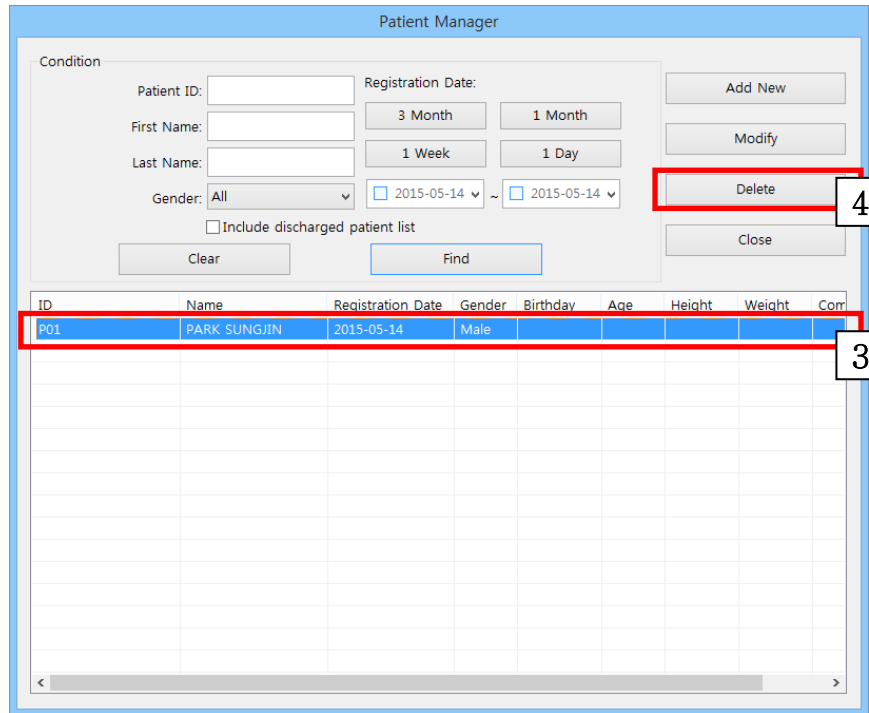 Patient Manager
Condition
Patient ID:
First Name:
Last Name:
Gender: All
Include discharged patient list
Clear Find
Registration Date:
3 Month 1 Month
1 Week 1 Day
2015-05-14 ~ 2015-05-14
Add New
Modify
Delete
4
Close
ID Name Registration Date Gender Birthday Age Height Weight Com
P01 PARK SUNGJIN 2015-05-14 Male
3